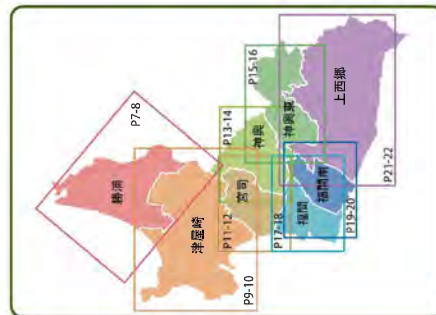 勝浦
P7-8
津屋崎
P9-10
宮司
P11-12
神興
P13-14
神興東
P15-16
福間
P17-18
福間南
P19-20
上西郷
P21-22